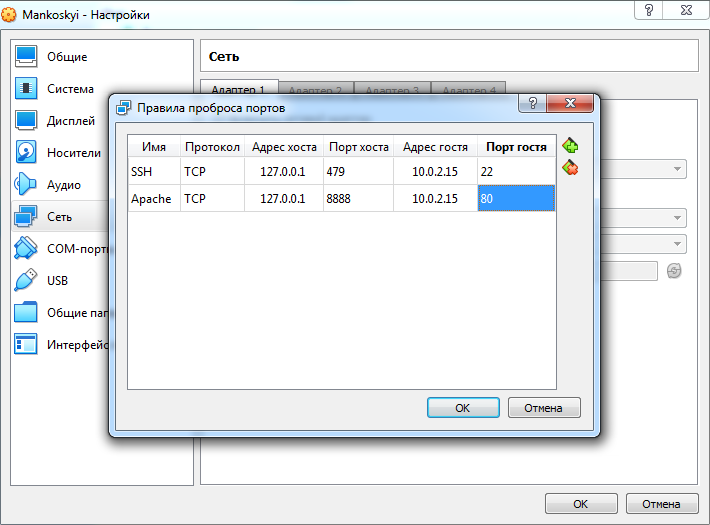 Mankoskyi - Настройки
Общие
Система
Дисплей
Носители
Аудио
Сеть
COM-порты
USB
Общие пап
Интерфейс
Сеть
Адаптер 1 Адаптер 2 Адаптер 3 Адаптер 4
Правила проброса портов
Имя Протокол Адрес хоста Порт хоста Адрес гостя Порт гостя
SSH TCP 127.0.0.1 479 10.0.2.15 22
Apache TCP 127.0.0.1 8888 10.0.2.15 80
OK Отмена
OK Отмена